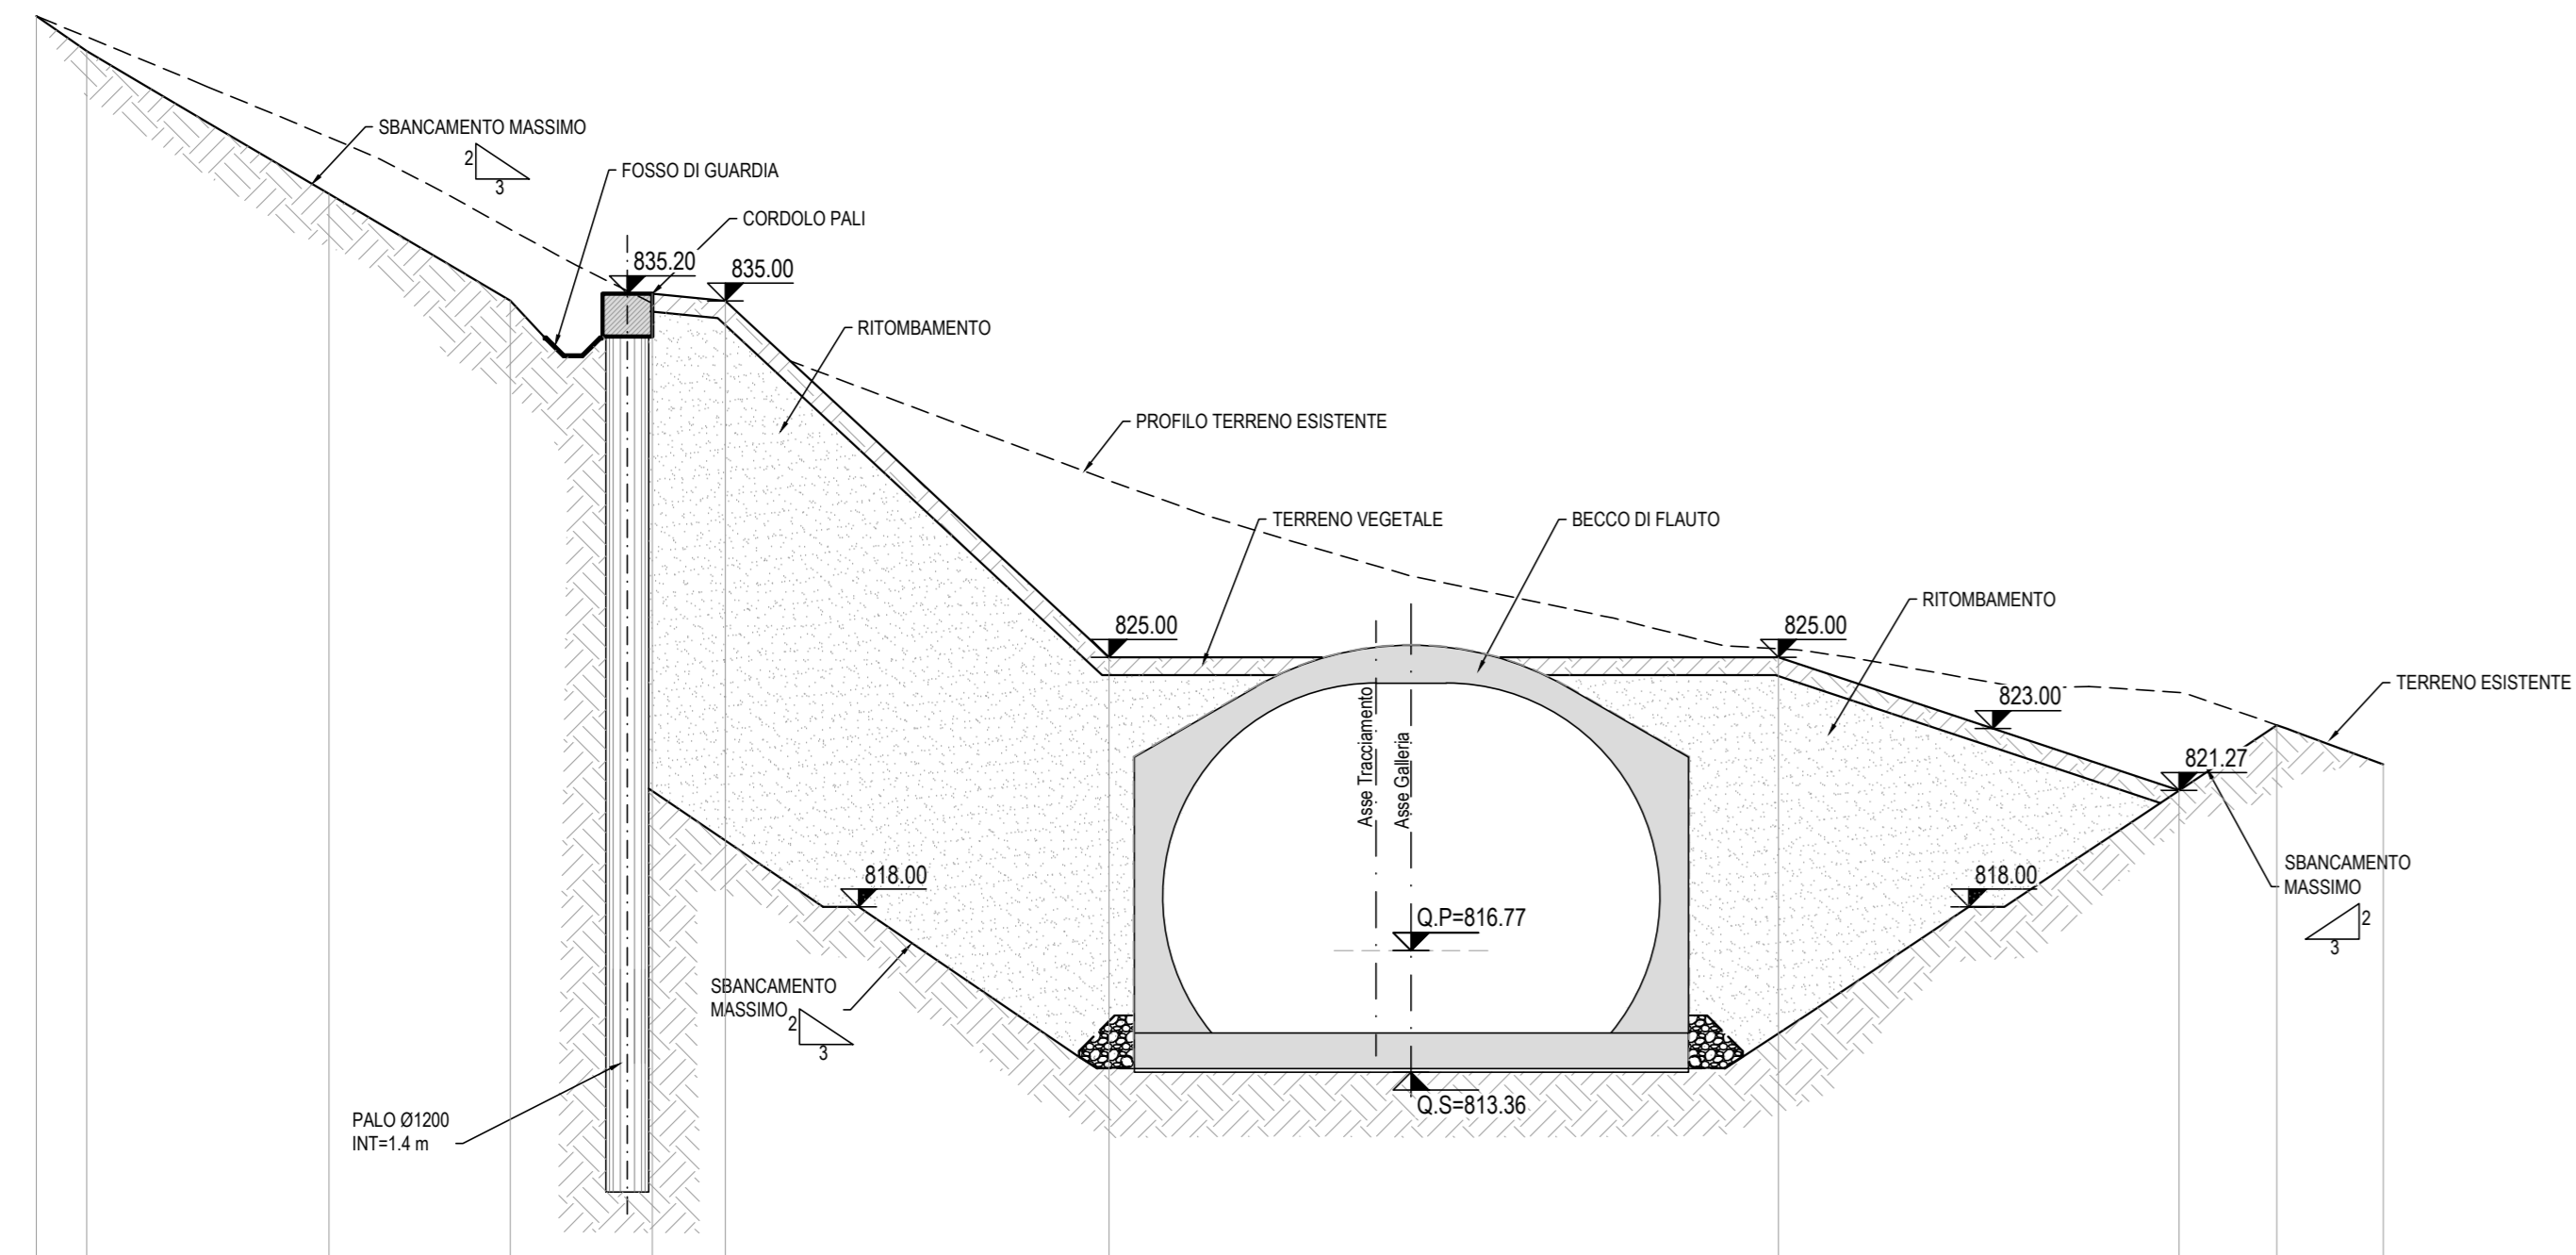 SBANCAMENTO MASSIMO
2
3
FOSSO DI GUARDIA
CORDOLO PALI
835.20
835.00
RITOMBAMENTO
PROFILO TERRENO ESISTENTE
TERRENO VEGETALE
BECCO DI FLAUTO
825.00
825.00
RITOMBAMENTO
823.00
TERRENO ESISTENTE
821.27
Asse Tracciamento
Asse Galleria
818.00
818.00
SBANCAMENTO
MASSIMO
2
3
Q.P=816.77
SBANCAMENTO
MASSIMO
2
3
Q.S=813.36
PALO Ø1200
INT=1.4 m